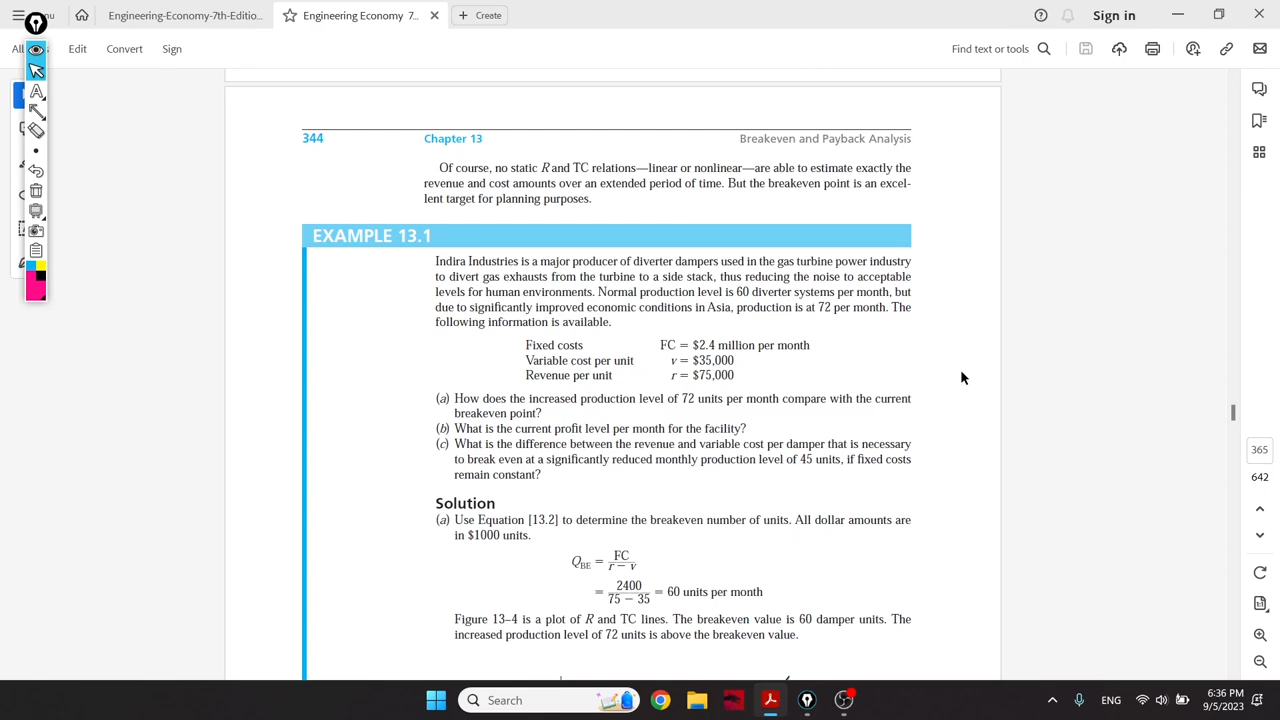 Engineering-Economy-7th-Editio...
Engineering Economy 7...
Create
Sign in
Edit
Convert
Sign
Find text or tools
344
Chapter 13
Breakeven and Payback Analysis
Of course, no static R and TC relations—linear or nonlinear—are able to estimate exactly the
revenue and cost amounts over an extended period of time. But the breakeven point is an excel-
lent target for planning purposes.
EXAMPLE 13.1
Indira Industries is a major producer of diverter dampers used in the gas turbine power industry
to divert gas exhausts from the turbine to a side stack, thus reducing the noise to acceptable
levels for human environments. Normal production level is 60 diverter systems per month, but
due to significantly improved economic conditions in Asia, production is at 72 per month. The
following information is available.
Fixed costs FC = $2.4 million per month
Variable cost per unit v = $35,000
Revenue per unit r = $75,000
(a) How does the increased production level of 72 units per month compare with the current
breakeven point?
(b) What is the current profit level per month for the facility?
(c) What is the difference between the revenue and variable cost per damper that is necessary
to break even at a significantly reduced monthly production level of 45 units, if fixed costs
remain constant?
Solution
(a) Use Equation [13.2] to determine the breakeven number of units. All dollar amounts are
in $1000 units.
Q_BE = FC / (r − v)
= 2400 / (75 − 35) = 60 units per month
Figure 13–4 is a plot of R and TC lines. The breakeven value is 60 damper units. The
increased production level of 72 units is above the breakeven value.
365
642
Search
ENG
6:36 PM
9/5/2023